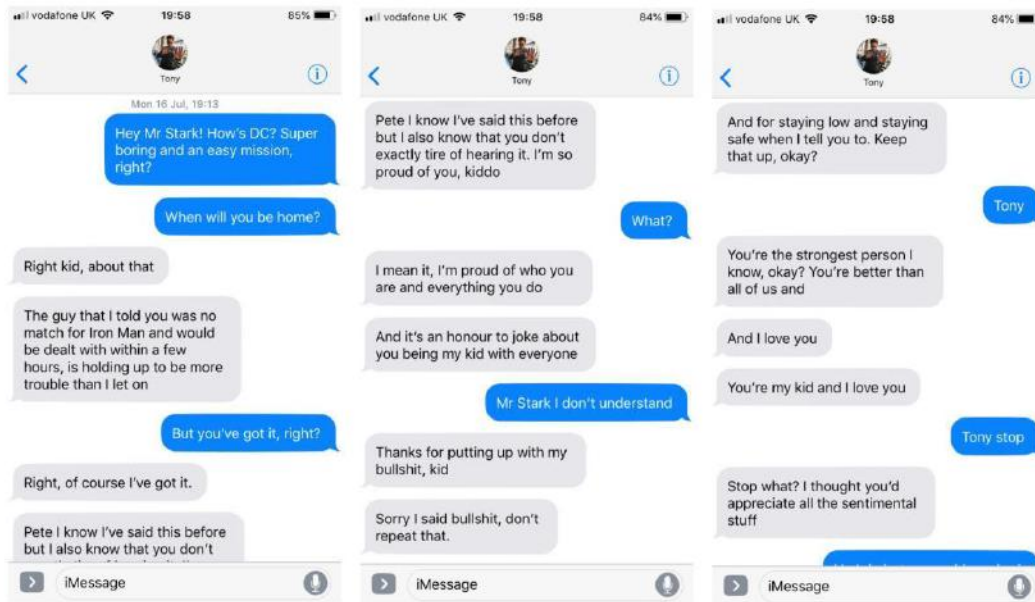 vodafone UK
19:58
85%
Tony
Mon 16 Jul, 19:13
Hey Mr Stark! How's DC? Super
boring and an easy mission,
right?
When will you be home?
Right kid, about that
The guy that I told you was no
match for Iron Man and would
be dealt with within a few
hours, is holding up to be more
trouble than I let on
But you've got it, right?
Right, of course I've got it.
Pete I know I've said this before
but I also know that you don't
iMessage
vodafone UK
19:58
84%
Tony
Pete I know I've said this before
but I also know that you don't
exactly tire of hearing it. I'm so
proud of you, kiddo
What?
I mean it, I'm proud of who you
are and everything you do
And it's an honour to joke about
you being my kid with everyone
Mr Stark I don't understand
Thanks for putting up with my
bullshit, kid
Sorry I said bullshit, don't
repeat that.
iMessage
vodafone UK
19:58
84%
Tony
And for staying low and staying
safe when I tell you to. Keep
that up, okay?
Tony
You're the strongest person I
know, okay? You're better than
all of us and
And I love you
You're my kid and I love you
Tony stop
Stop what? I thought you'd
appreciate all the sentimental
stuff
iMessage